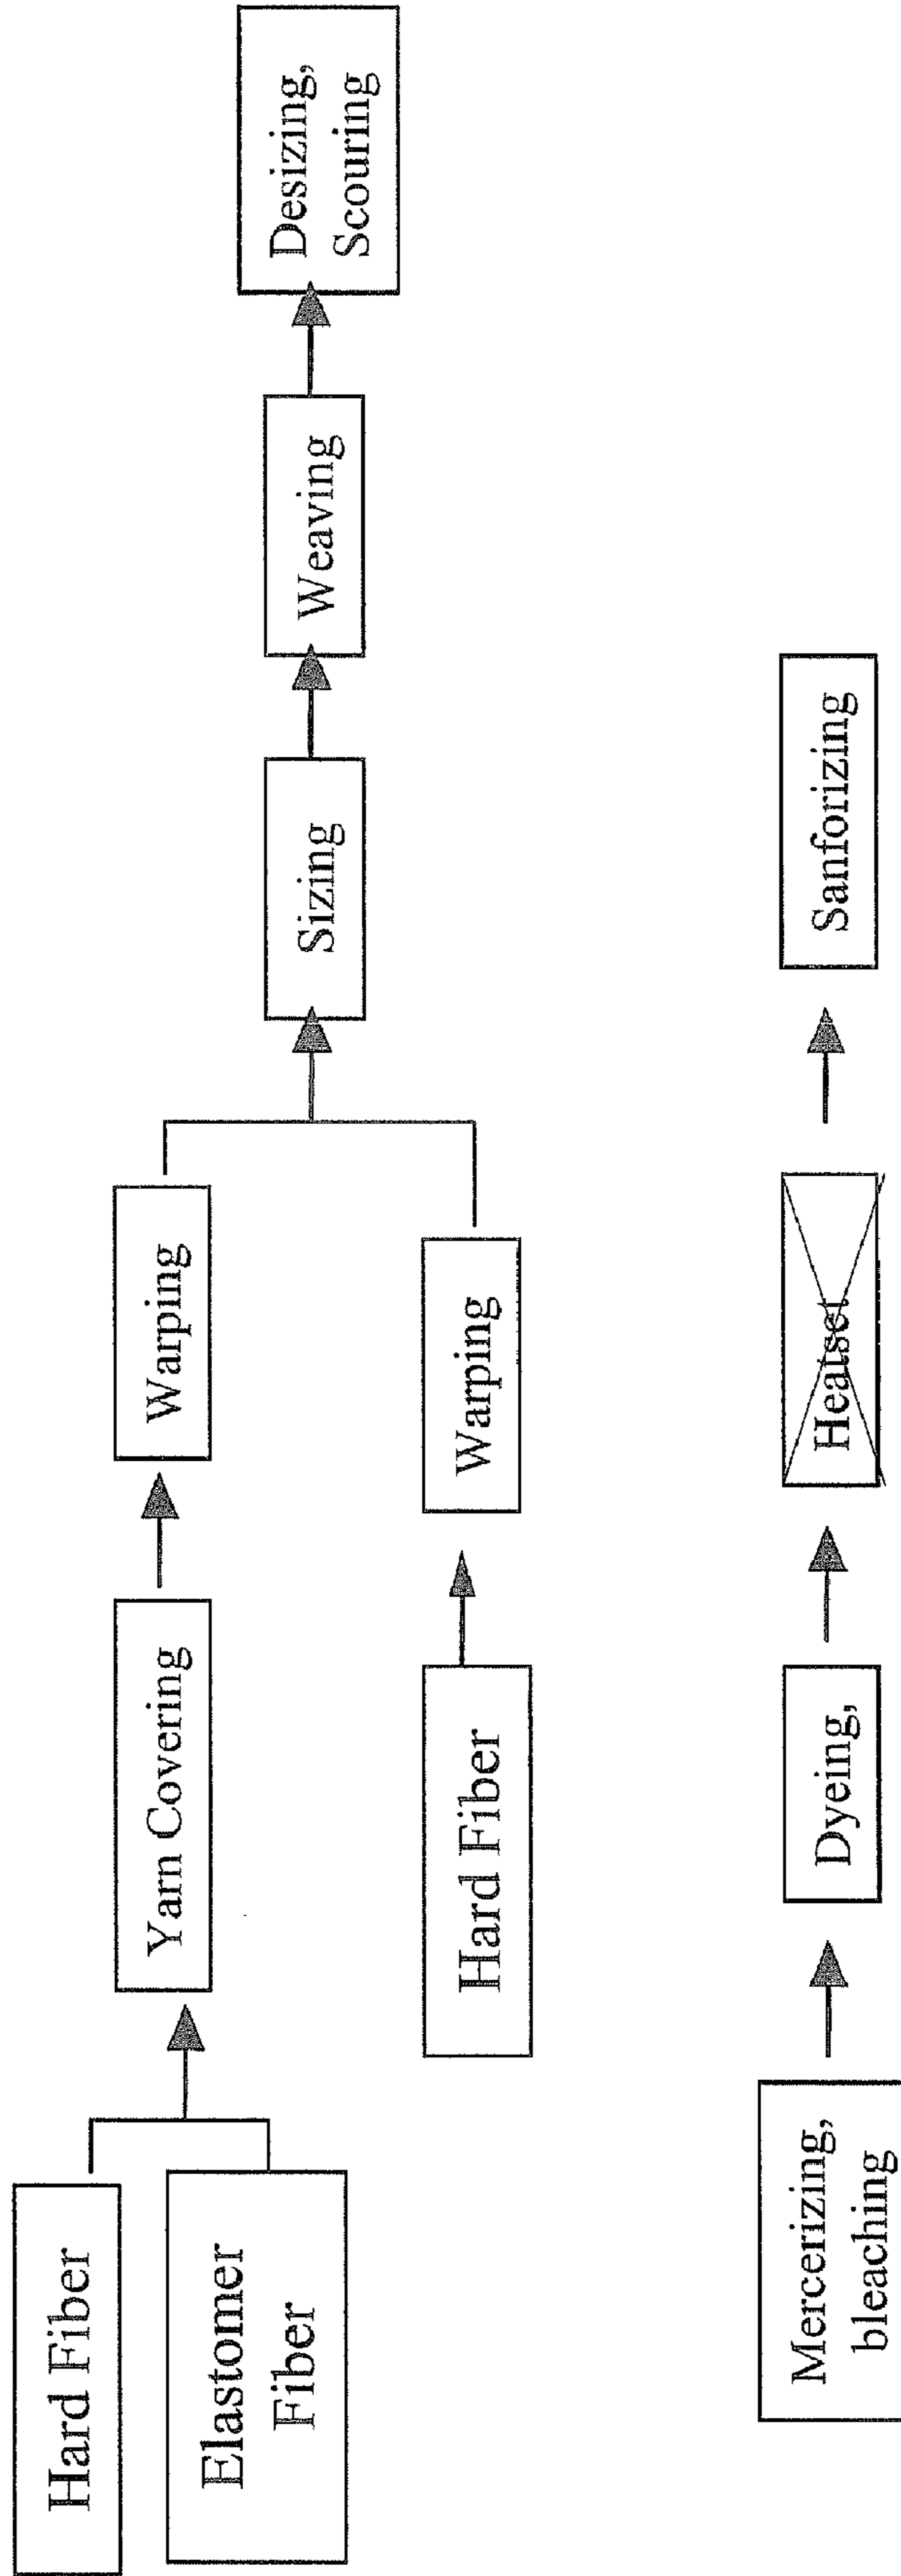 Hard Fiber
Elastomer
Fiber
Yarn Covering
Warping
Hard Fiber
Warping
Sizing
Weaving
Desizing,
Scouring
Mercerizing,
bleaching
Dyeing,
Heatset
Sanforizing